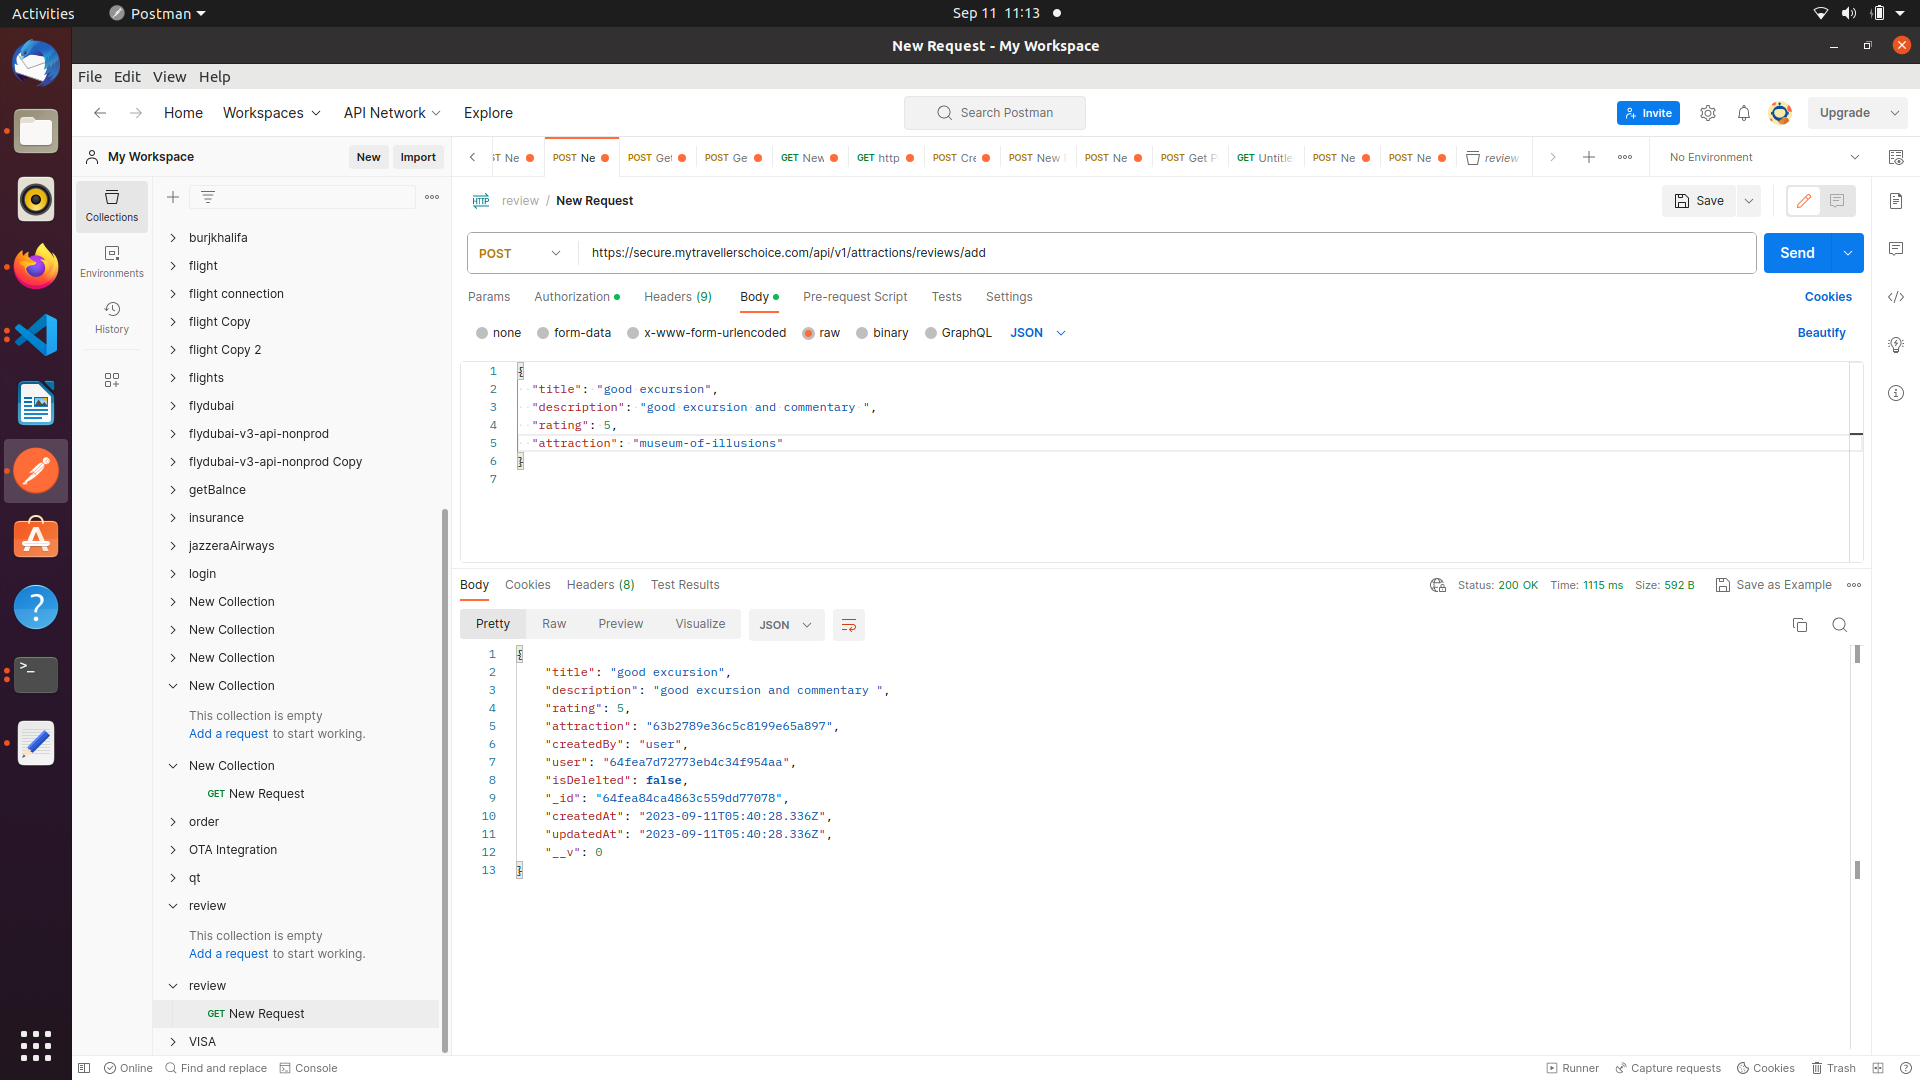 Activities
Postman
Sep 11 11:13
New Request - My Workspace
File Edit View Help
Home
Workspaces
API Network
Explore
Search Postman
Invite
Upgrade
My Workspace
New
Import
Collections
Environments
History
burjkhalifa
flight
flight connection
flight Copy
flight Copy 2
flights
flydubai
flydubai-v3-api-nonprod
flydubai-v3-api-nonprod Copy
getBalnce
insurance
jazzeraAirways
login
New Collection
New Collection
New Collection
New Collection
This collection is empty
Add a request to start working.
New Collection
GET New Request
order
OTA Integration
qt
review
This collection is empty
Add a request to start working.
review
GET New Request
VISA
ST Ne
POST Ne
POST Get
POST Ge
GET New
GET http
POST Cre
POST New
POST Ne
POST Get P
GET Untitle
POST Ne
POST Ne
review
No Environment
HTTP review / New Request
Save
POST
https://secure.mytravellerschoice.com/api/v1/attractions/reviews/add
Send
Params
Authorization
Headers (9)
Body
Pre-request Script
Tests
Settings
Cookies
none
form-data
x-www-form-urlencoded
raw
binary
GraphQL
JSON
Beautify
1 {
2 "title": "good excursion",
3 "description": "good excursion and commentary ",
4 "rating": 5,
5 "attraction": "museum-of-illusions"
6 }
7
Body
Cookies
Headers (8)
Test Results
Status: 200 OK
Time: 1115 ms
Size: 592 B
Save as Example
Pretty
Raw
Preview
Visualize
JSON
1 {
2 "title": "good excursion",
3 "description": "good excursion and commentary ",
4 "rating": 5,
5 "attraction": "63b2789e36c5c8199e65a897",
6 "createdBy": "user",
7 "user": "64fea7d72773eb4c34f954aa",
8 "isDelelted": false,
9 "_id": "64fea84ca4863c559dd77078",
10 "createdAt": "2023-09-11T05:40:28.336Z",
11 "updatedAt": "2023-09-11T05:40:28.336Z",
12 "__v": 0
13 }
Online
Find and replace
Console
Runner
Capture requests
Cookies
Trash